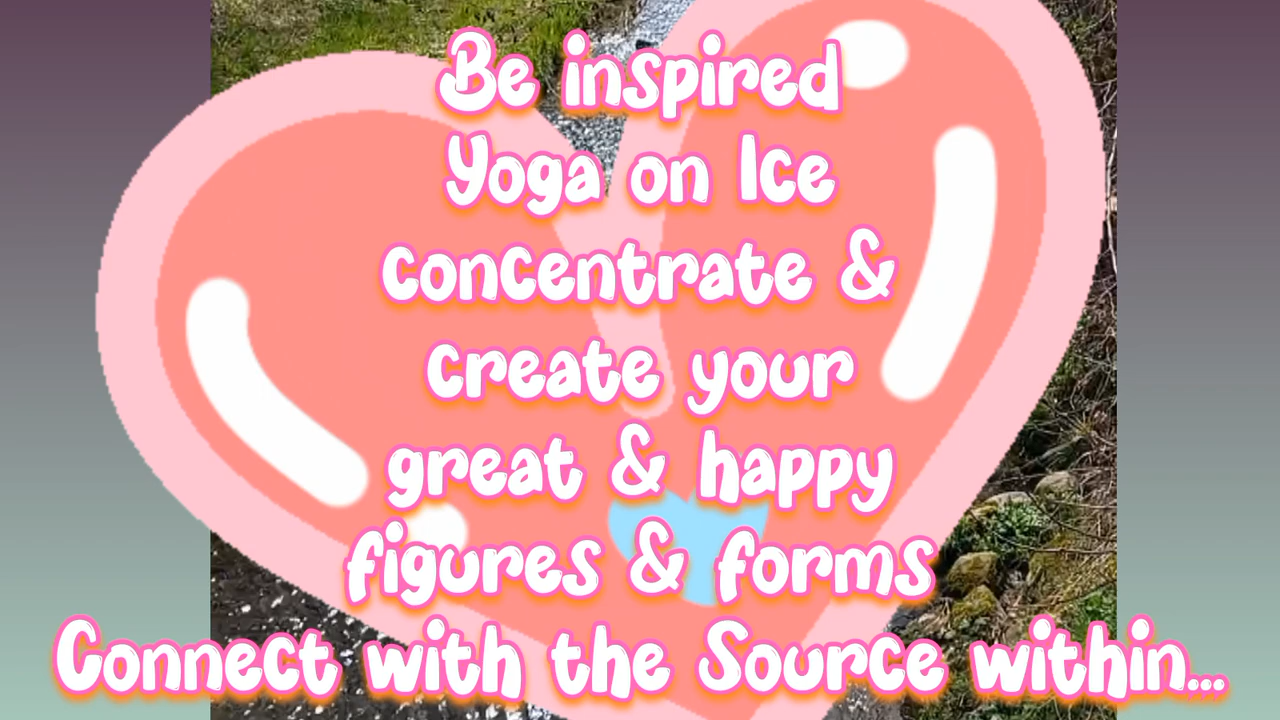 Be inspired
Yoga on Ice
concentrate &
create your
great & happy
figures & forms
Connect with the Source within...